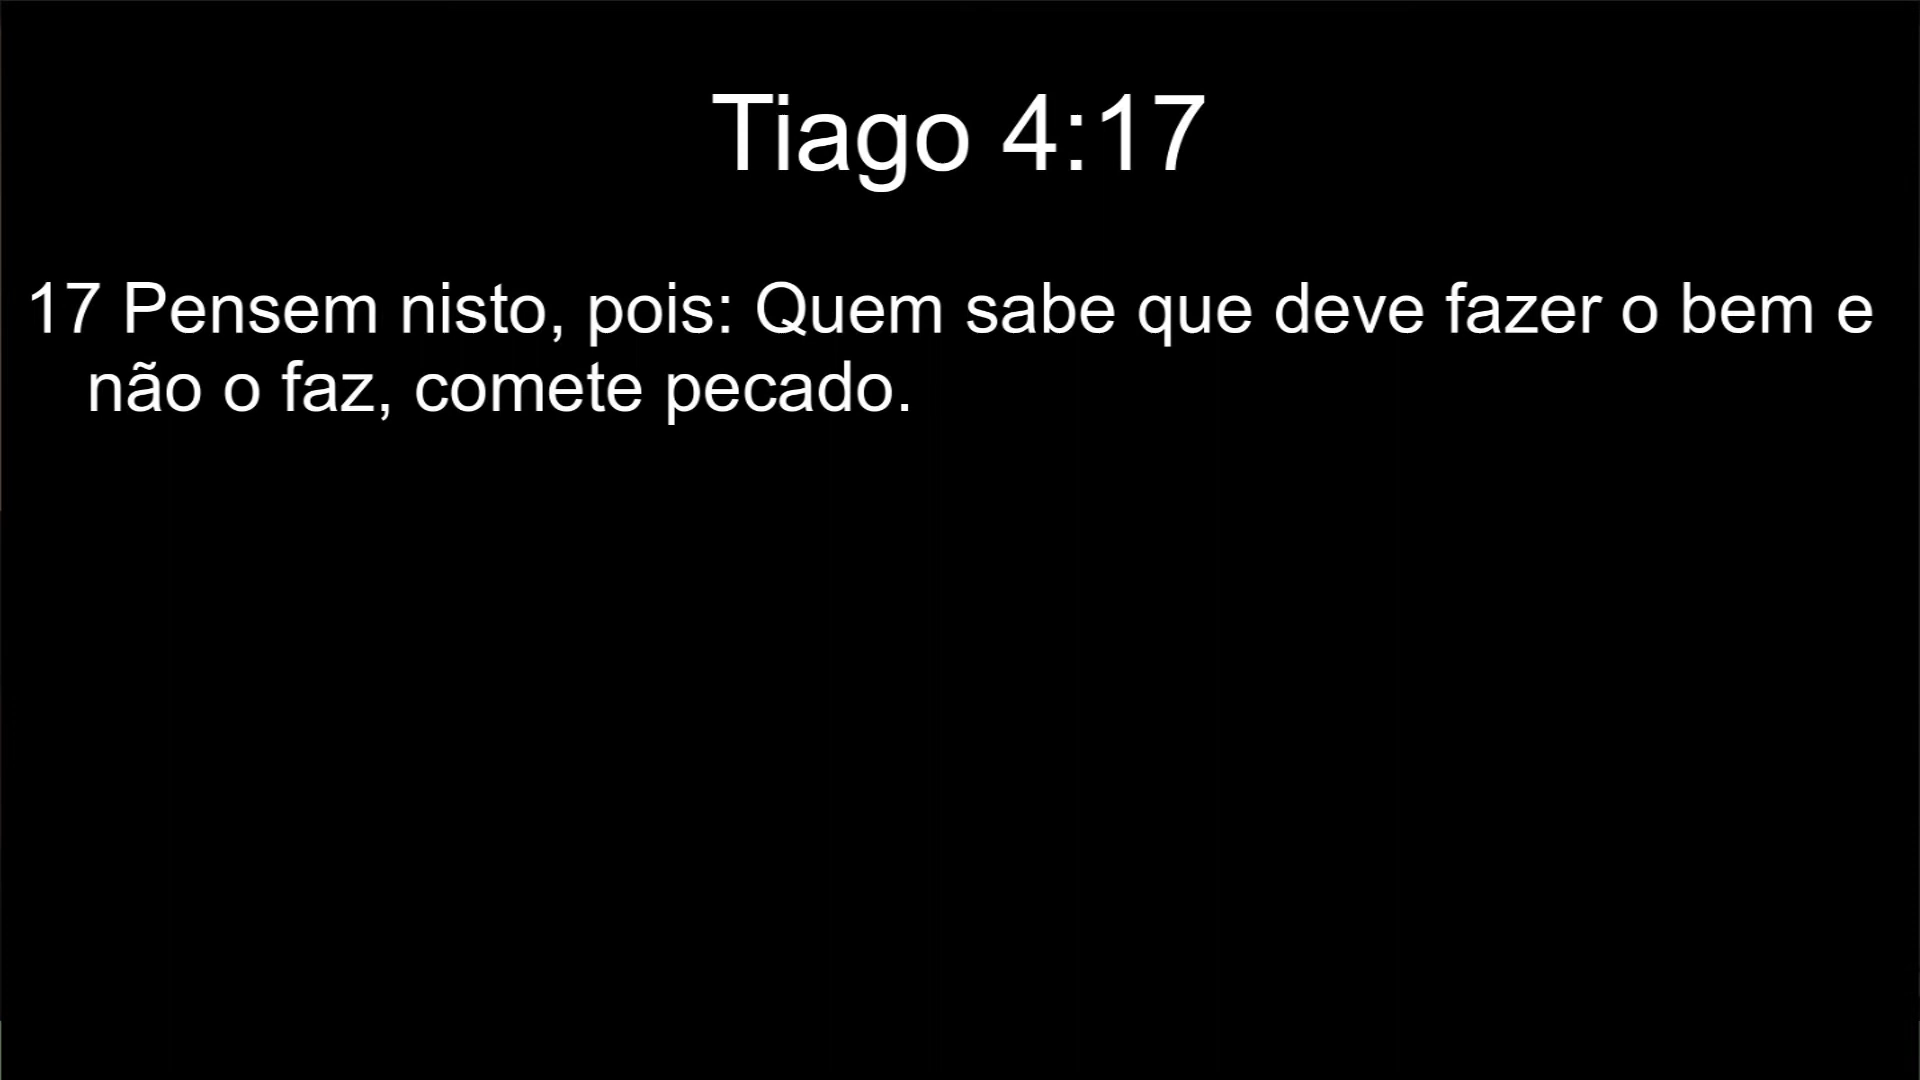 Tiago 4:17
17 Pensem nisto, pois: Quem sabe que deve fazer o bem e
não o faz, comete pecado.